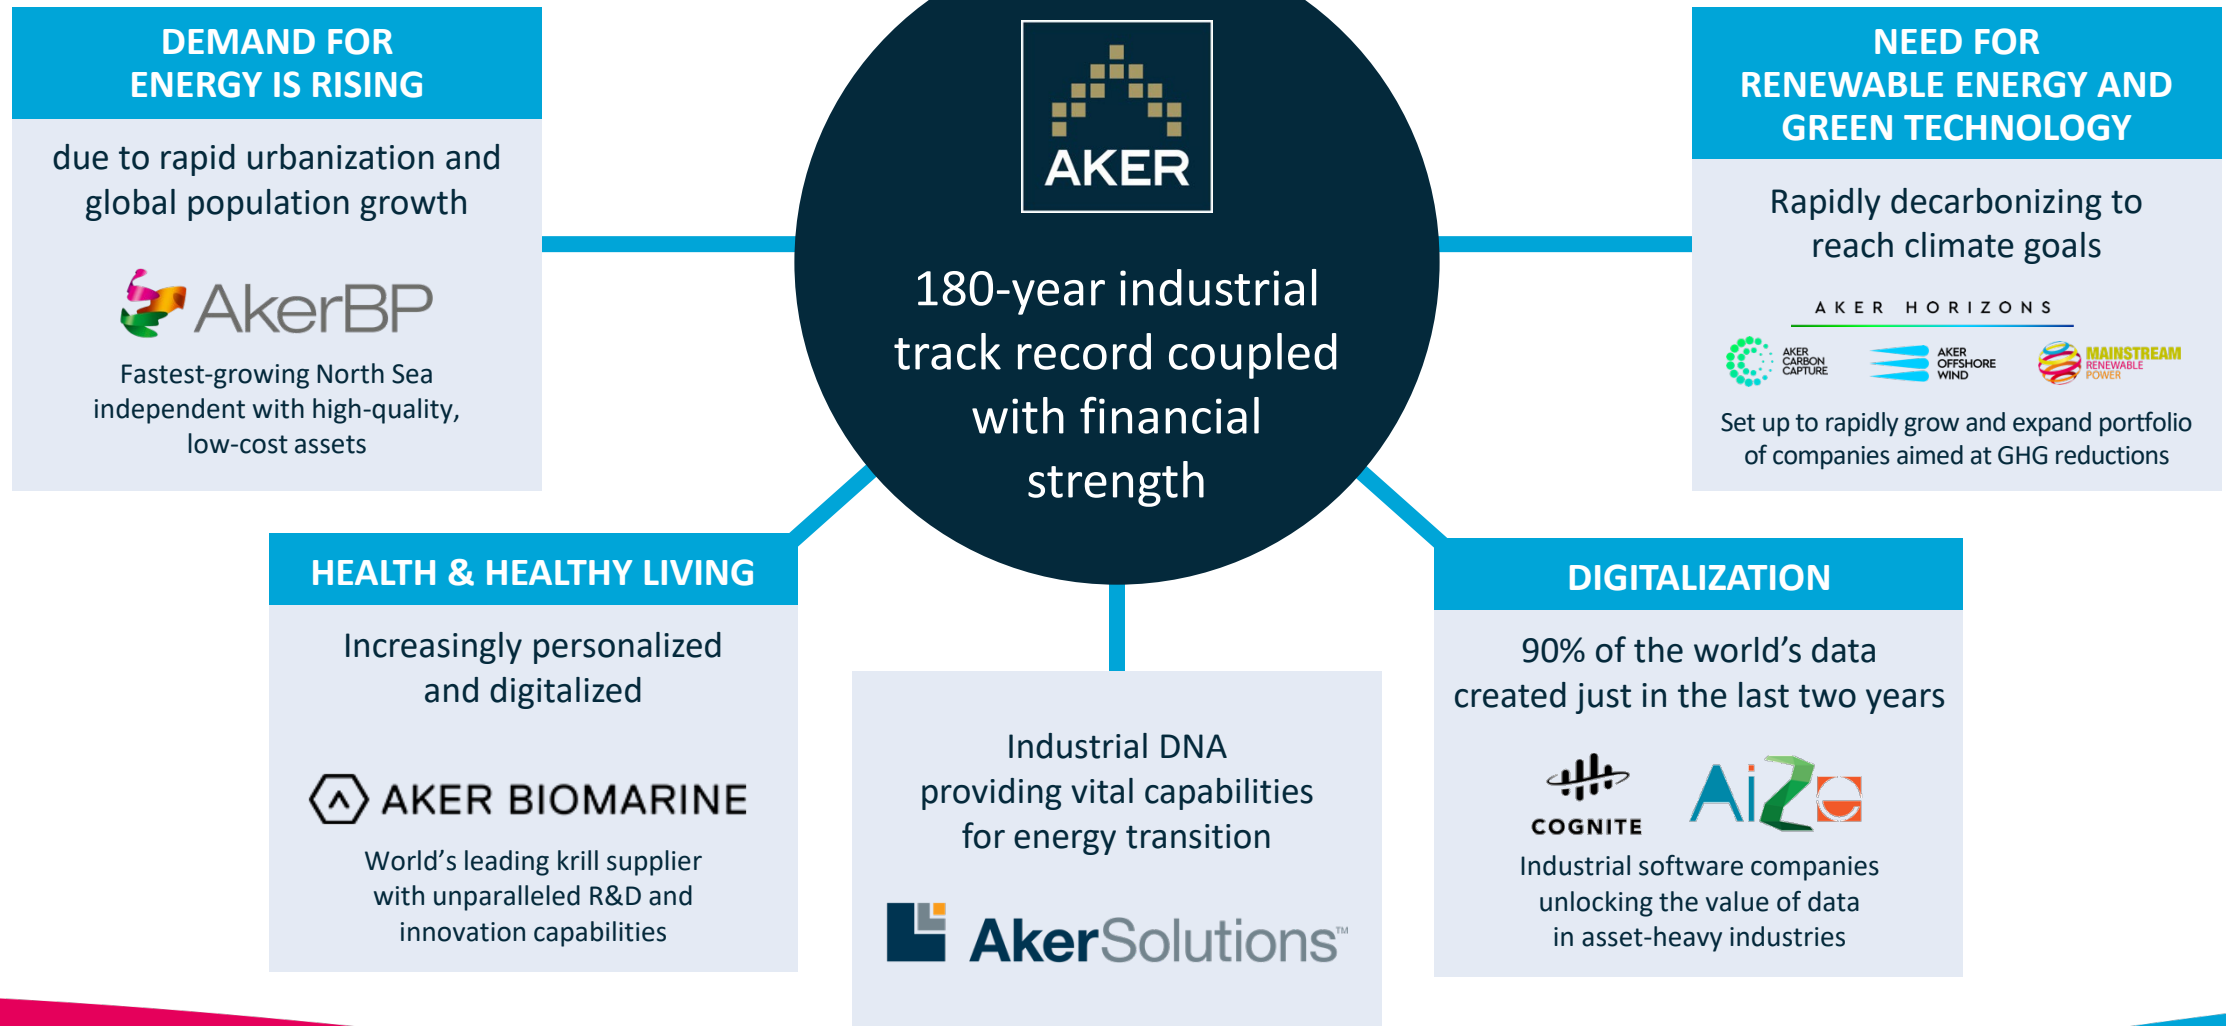 DEMAND FOR
ENERGY IS RISING
due to rapid urbanization and
global population growth
AkerBP
Fastest-growing North Sea
independent with high-quality,
low-cost assets
AKER
180-year industrial
track record coupled
with financial
strength
NEED FOR
RENEWABLE ENERGY AND
GREEN TECHNOLOGY
Rapidly decarbonizing to
reach climate goals
AKER HORIZONS
AKER
CARBON
CAPTURE
AKER
OFFSHORE
WIND
MAINSTREAM
RENEWABLE
POWER
Set up to rapidly grow and expand portfolio
of companies aimed at GHG reductions
HEALTH & HEALTHY LIVING
Increasingly personalized
and digitalized
AKER BIOMARINE
World’s leading krill supplier
with unparalleled R&D and
innovation capabilities
Industrial DNA
providing vital capabilities
for energy transition
AkerSolutions™
DIGITALIZATION
90% of the world’s data
created just in the last two years
COGNITE
AiZe
Industrial software companies
unlocking the value of data
in asset-heavy industries